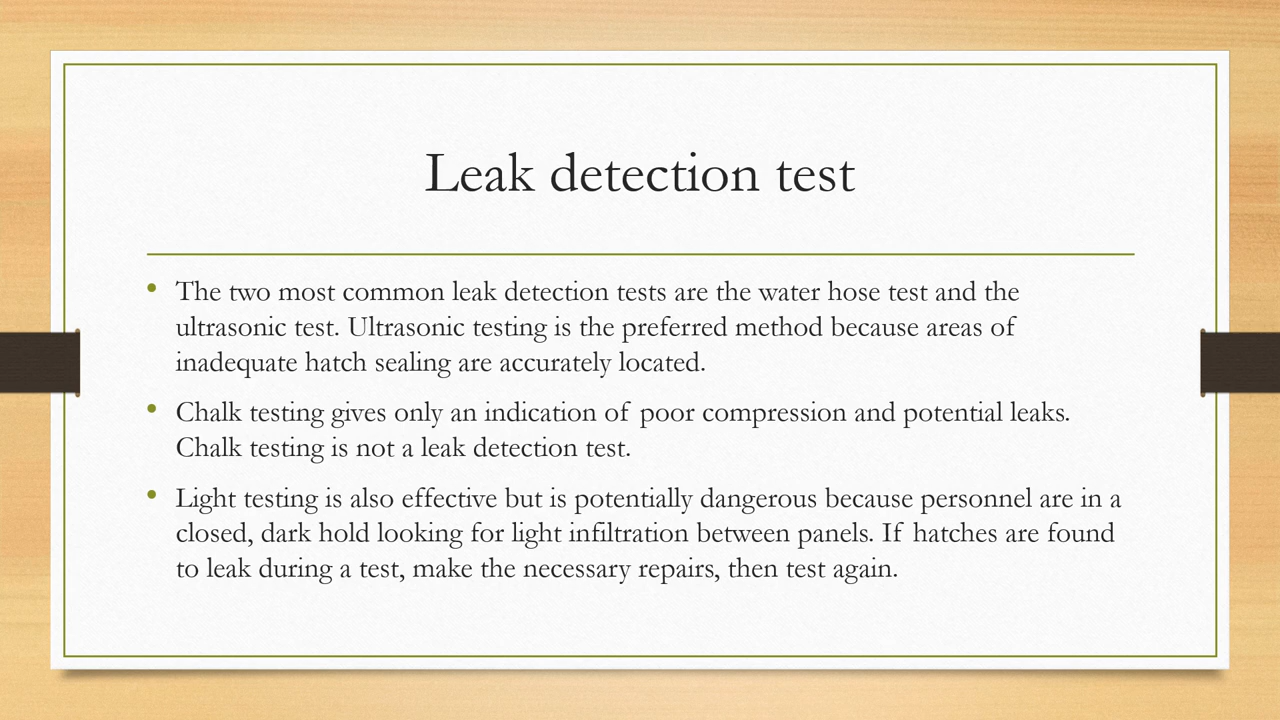 Leak detection test
The two most common leak detection tests are the water hose test and the
ultrasonic test. Ultrasonic testing is the preferred method because areas of
inadequate hatch sealing are accurately located.
Chalk testing gives only an indication of poor compression and potential leaks.
Chalk testing is not a leak detection test.
Light testing is also effective but is potentially dangerous because personnel are in a
closed, dark hold looking for light infiltration between panels. If hatches are found
to leak during a test, make the necessary repairs, then test again.